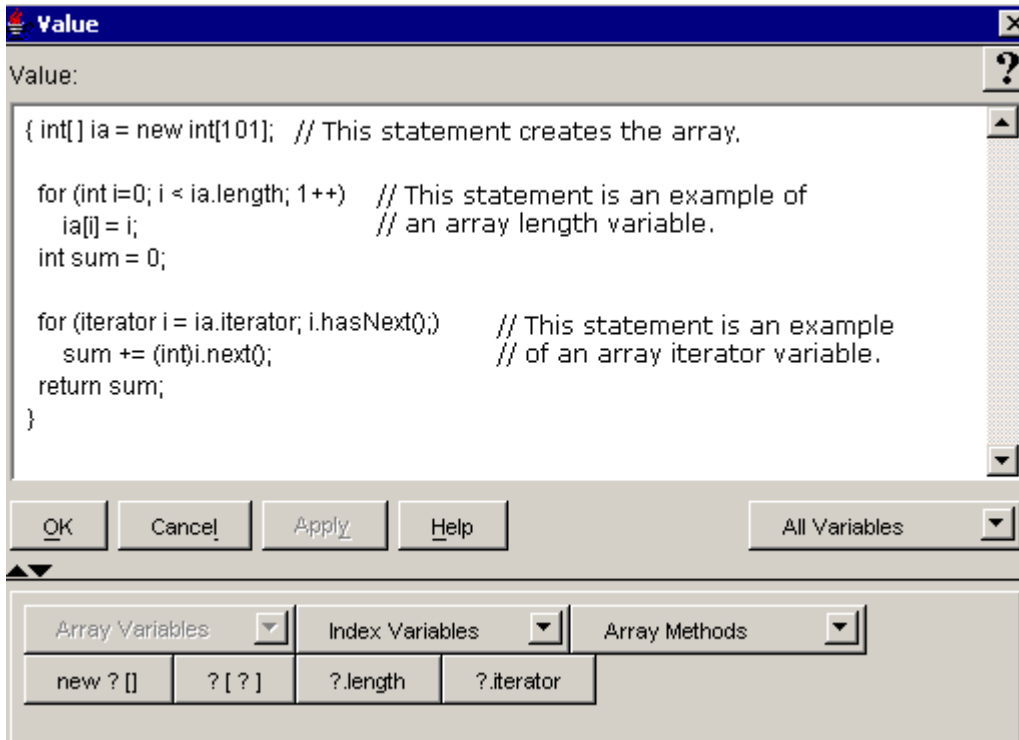 Value
Value:
?
{ int[ ] ia = new int[101]; // This statement creates the array,
for (int i=0; i < ia.length; 1++) // This statement is an example of
ia[i] = i; // an array length variable.
int sum = 0;
for (iterator i = ia.iterator; i.hasNext();) // This statement is an example
sum += (int)i.next(); // of an array iterator variable.
return sum;
}
OK Cancel Apply Help All Variables
Array Variables Index Variables Array Methods
new ? [] ? [ ? ] ?.length ?.iterator